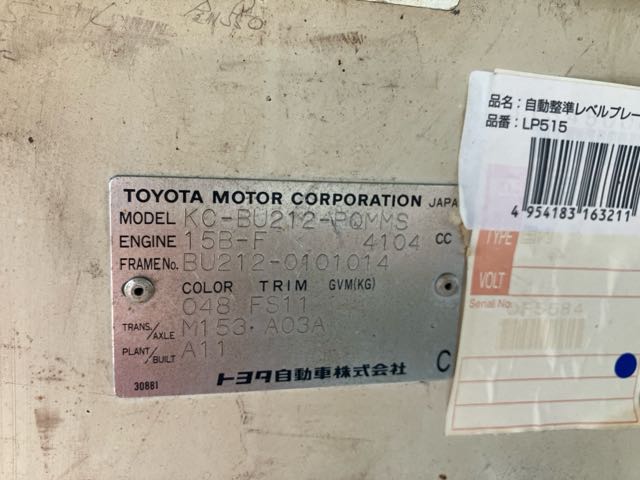 品名：自動整準レベルプレー
品番：LP515
4 954183 163211
TYPE
VOLT
Serial No.
TOYOTA MOTOR CORPORATION JAPA
MODEL KC-BU212-PQMMS
ENGINE 15B-F 4104 CC
FRAME No. BU212-0101014
COLOR TRIM GVM(KG)
048 FS11
TRANS./AXLE M153 A03A
PLANT/BUILT A11
トヨタ自動車株式会社 C
30881